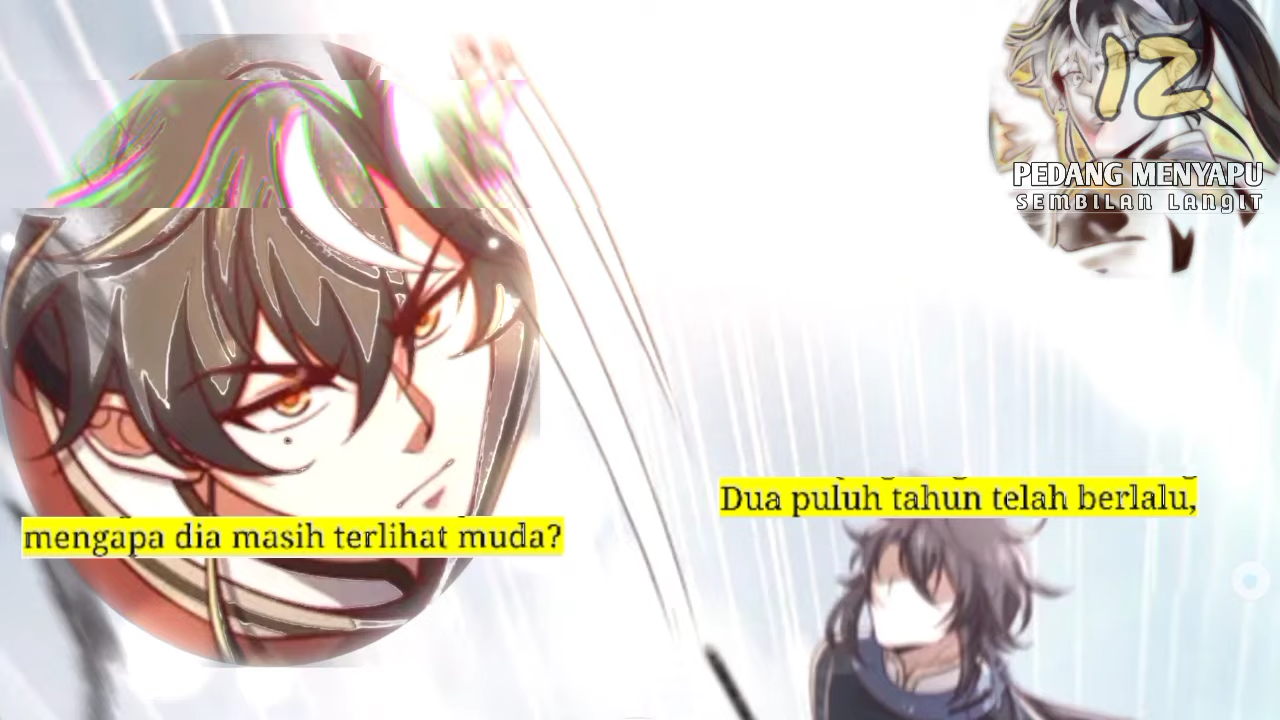 12
PEDANG MENYAPU
SEMBILAN LANGIT
Dua puluh tahun telah berlalu,
mengapa dia masih terlihat muda?